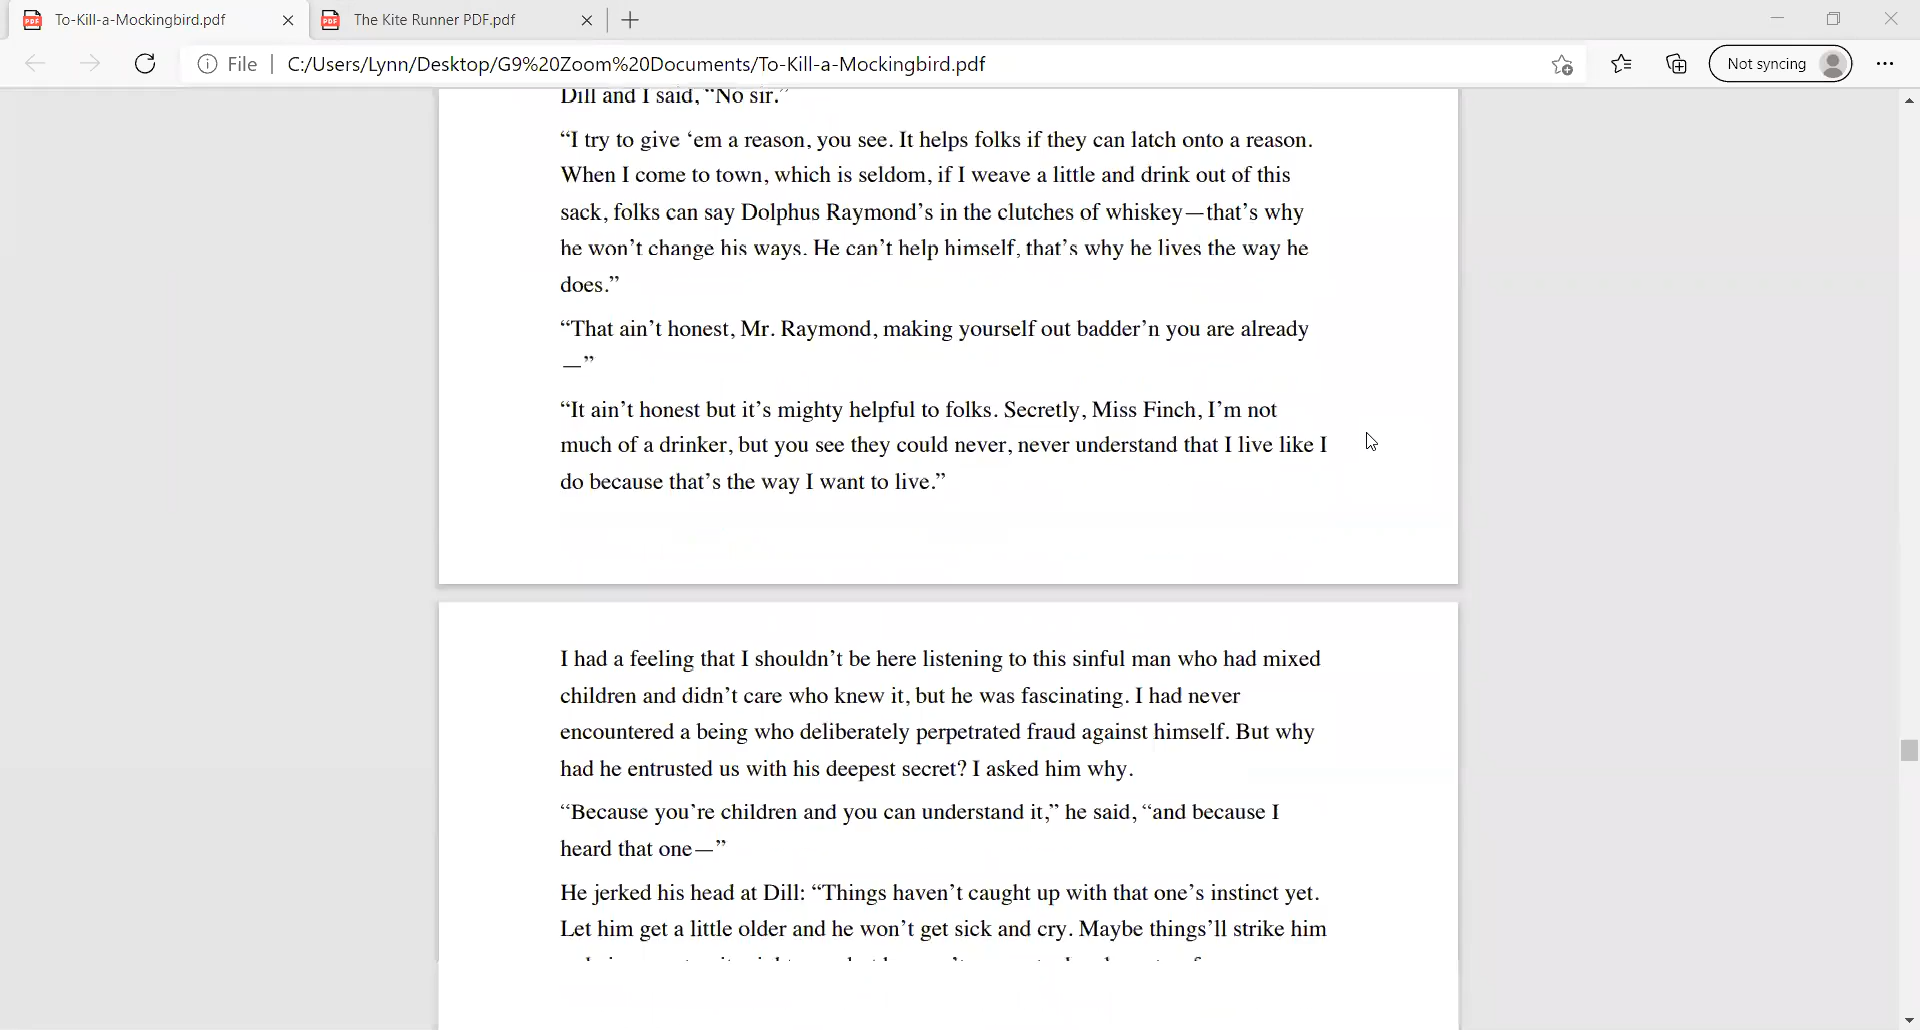 To-Kill-a-Mockingbird.pdf
The Kite Runner PDF.pdf
File
C:/Users/Lynn/Desktop/G9%20Zoom%20Documents/To-Kill-a-Mockingbird.pdf
Not syncing
Dill and I said, “No sir.”
“I try to give ‘em a reason, you see. It helps folks if they can latch onto a reason.
When I come to town, which is seldom, if I weave a little and drink out of this
sack, folks can say Dolphus Raymond’s in the clutches of whiskey—that’s why
he won’t change his ways. He can’t help himself, that’s why he lives the way he
does.”
“That ain’t honest, Mr. Raymond, making yourself out badder’n you are already
—”
“It ain’t honest but it’s mighty helpful to folks. Secretly, Miss Finch, I’m not
much of a drinker, but you see they could never, never understand that I live like I
do because that’s the way I want to live.”
I had a feeling that I shouldn’t be here listening to this sinful man who had mixed
children and didn’t care who knew it, but he was fascinating. I had never
encountered a being who deliberately perpetrated fraud against himself. But why
had he entrusted us with his deepest secret? I asked him why.
“Because you’re children and you can understand it,” he said, “and because I
heard that one—”
He jerked his head at Dill: “Things haven’t caught up with that one’s instinct yet.
Let him get a little older and he won’t get sick and cry. Maybe things’ll strike him